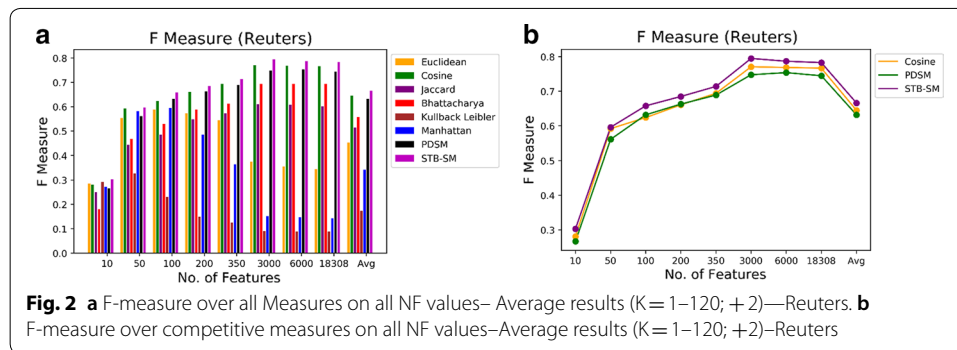 a
F Measure (Reuters)
F Measure
0.8
0.7
0.6
0.5
0.4
0.3
0.2
0.1
0.0
10 50 100 200 350 3000 6000 18308 Avg
No. of Features
Euclidean
Cosine
Jaccard
Bhattacharya
Kullback Leibler
Manhattan
PDSM
STB-SM
b
F Measure (Reuters)
F Measure
0.8
0.7
0.6
0.5
0.4
0.3
10 50 100 200 350 3000 6000 18308 Avg
No. of Features
Cosine
PDSM
STB-SM
Fig. 2 a F-measure over all Measures on all NF values– Average results (K = 1–120; +2)—Reuters. b
F-measure over competitive measures on all NF values–Average results (K = 1–120; +2)–Reuters